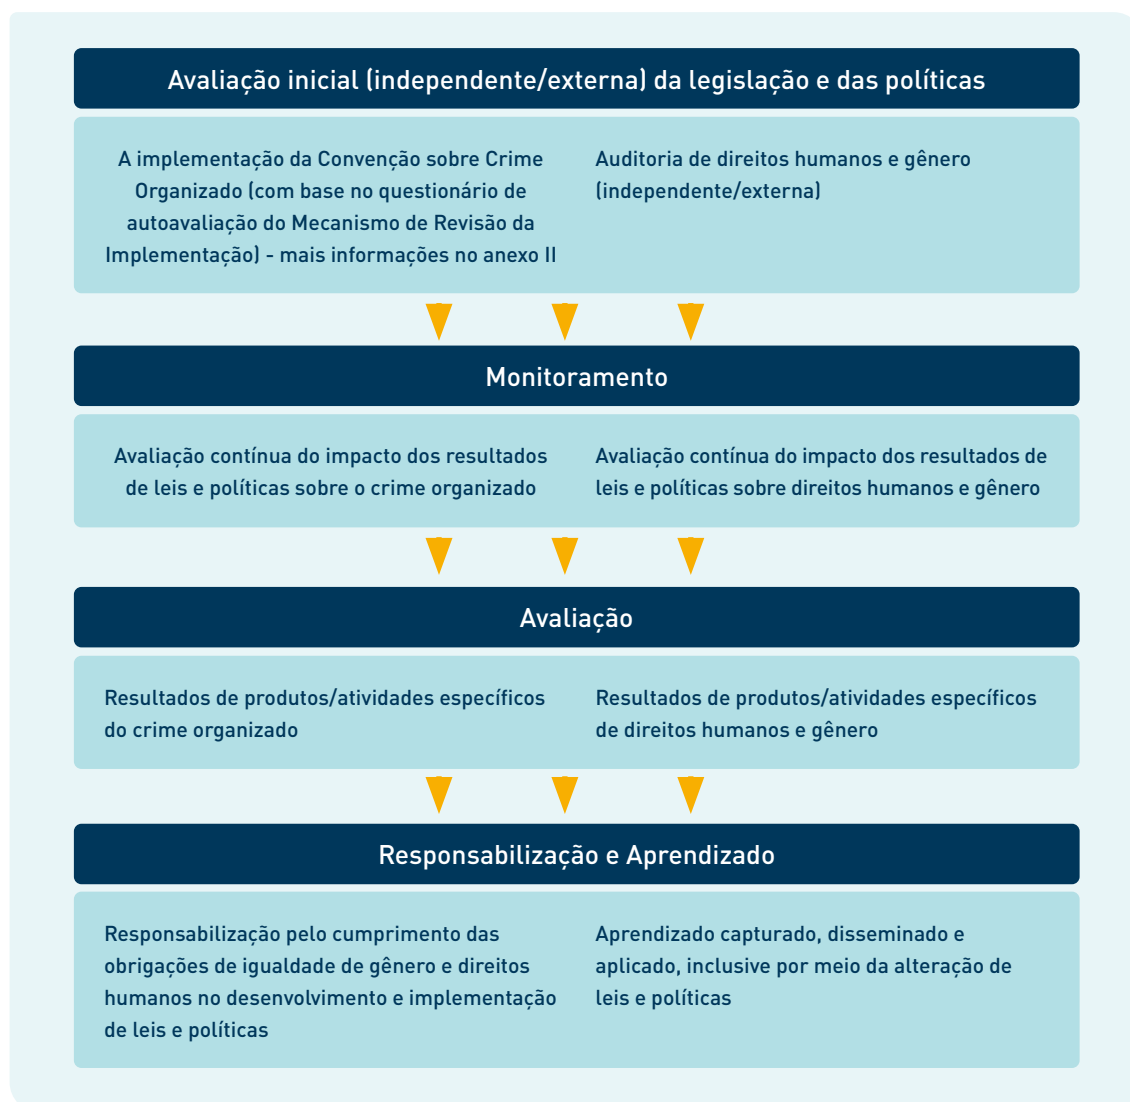 Avaliação inicial (independente/externa) da legislação e das políticas
A implementação da Convenção sobre Crime
Organizado (com base no questionário de
autoavaliação do Mecanismo de Revisão da
Implementação) - mais informações no anexo II
Auditoria de direitos humanos e gênero
(independente/externa)
Monitoramento
Avaliação contínua do impacto dos resultados
de leis e políticas sobre o crime organizado
Avaliação contínua do impacto dos resultados de
leis e políticas sobre direitos humanos e gênero
Avaliação
Resultados de produtos/atividades específicos
do crime organizado
Resultados de produtos/atividades específicos
de direitos humanos e gênero
Responsabilização e Aprendizado
Responsabilização pelo cumprimento das
obrigações de igualdade de gênero e direitos
humanos no desenvolvimento e implementação
de leis e políticas
Aprendizado capturado, disseminado e
aplicado, inclusive por meio da alteração de
leis e políticas